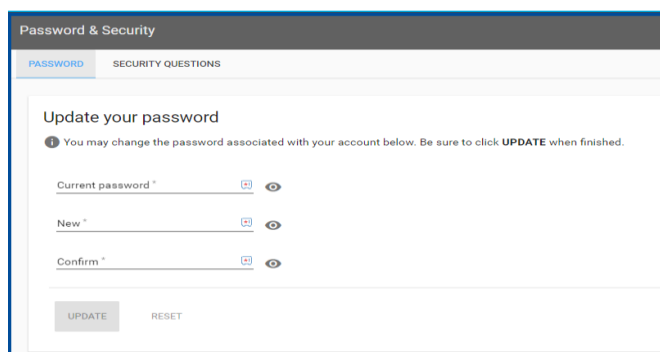 Password & Security
PASSWORD SECURITY QUESTIONS
Update your password
You may change the password associated with your account below. Be sure to click UPDATE when finished.
Current password *
New *
Confirm *
UPDATE RESET